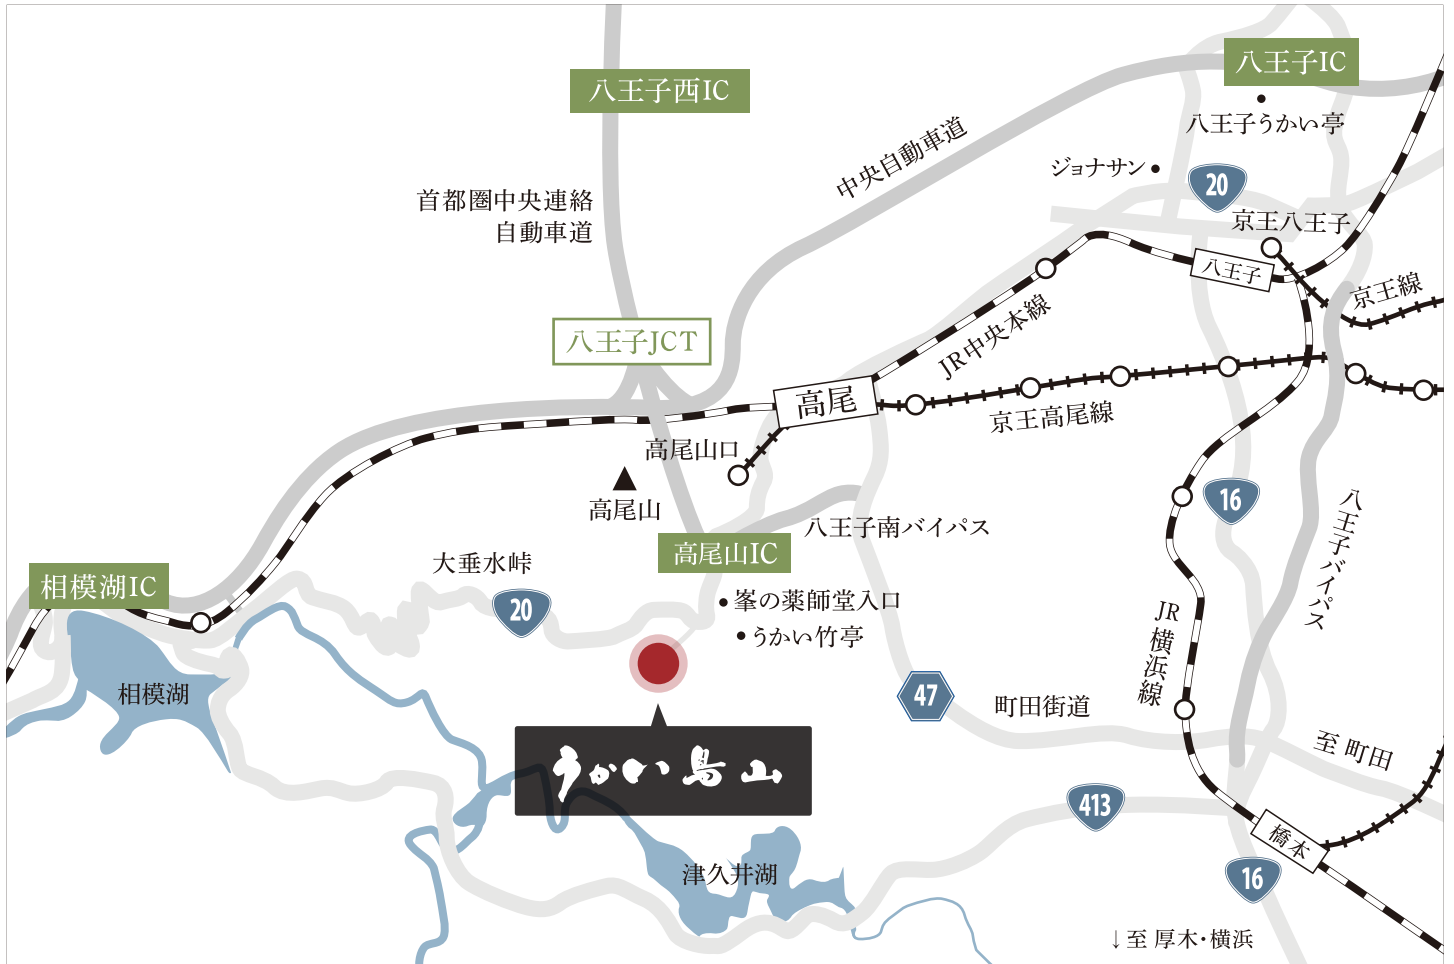 八王子西IC
八王子IC
八王子うかい亭
ジョナサン
20
中央自動車道
首都圏中央連絡
自動車道
京王八王子
八王子
京王線
八王子JCT
JR中央本線
高尾
京王高尾線
高尾山口
高尾山
16
八王子南バイパス
八王子バイパス
高尾山IC
大垂水峠
相模湖IC
20
峯の薬師堂入口
うかい竹亭
JR
横浜線
相模湖
47
町田街道
至 町田
うかい鳥山
413
橋本
津久井湖
16
↓至 厚木・横浜